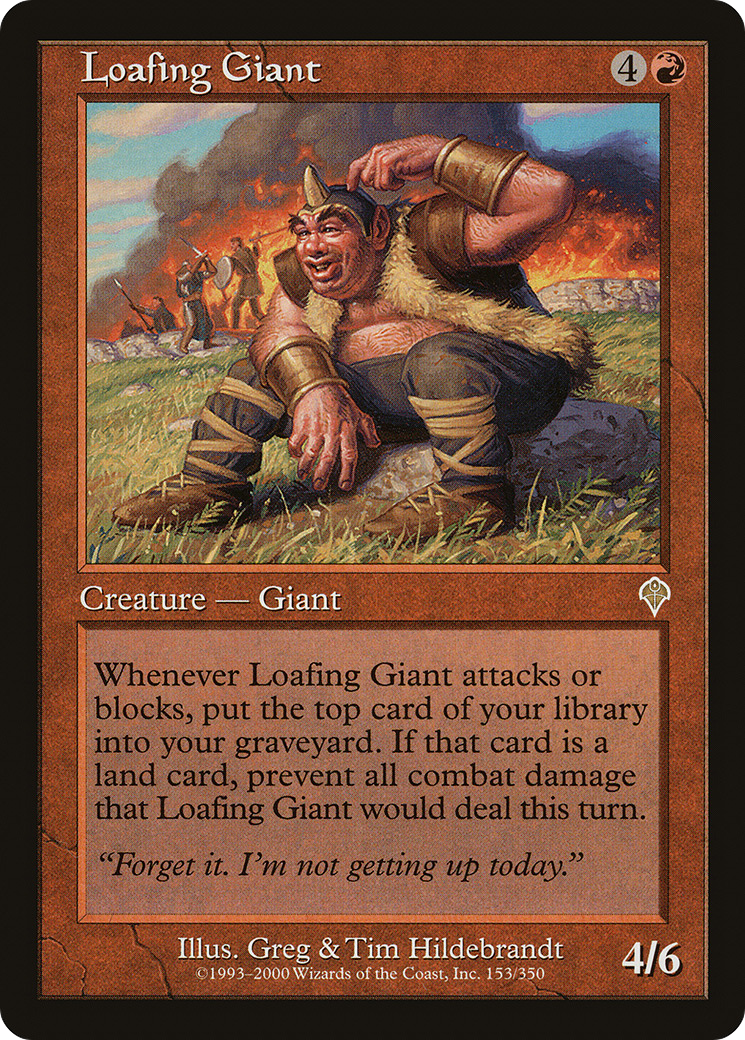 Loafing Giant 4
Creature — Giant
Whenever Loafing Giant attacks or
blocks, put the top card of your library
into your graveyard. If that card is a
land card, prevent all combat damage
that Loafing Giant would deal this turn.
“Forget it. I’m not getting up today.”
Illus. Greg & Tim Hildebrandt
©1993–2000 Wizards of the Coast, Inc. 153/350
4/6